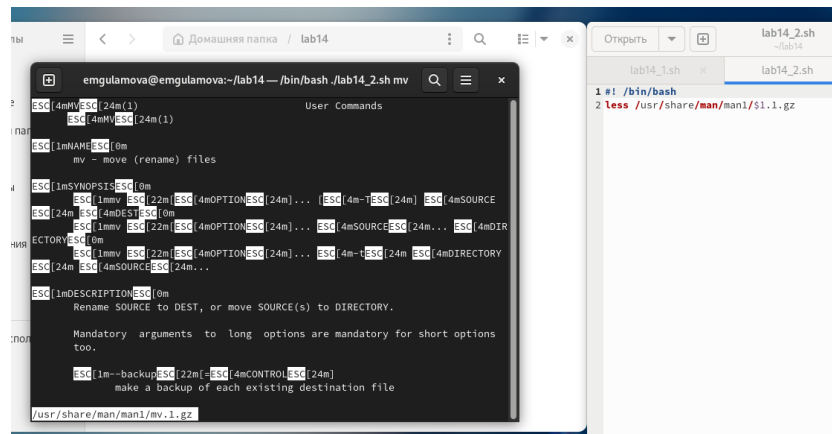 лы
Домашняя папка / lab14
Открыть
lab14_2.sh
~/lab14
emgulamova@emgulamova:~/lab14 — /bin/bash ./lab14_2.sh mv
lab14_1.sh
lab14_2.sh
1 #! /bin/bash
2 less /usr/share/man/man1/$1.1.gz
ESC[4mMVESC[24m(1) User Commands
ESC[4mMVESC[24m(1)
ESC[1mNAMEESC[0m
mv - move (rename) files
ESC[1mSYNOPSISESC[0m
ESC[1mmv ESC[22m[ESC[4mOPTIONESC[24m]... [ESC[4m-TESC[24m] ESC[4mSOURCE
ESC[24m ESC[4mDESTESC[0m
ESC[1mmv ESC[22m[ESC[4mOPTIONESC[24m]... ESC[4mSOURCEESC[24m... ESC[4mDIR
ECTORYESC[0m
ESC[1mmv ESC[22m[ESC[4mOPTIONESC[24m]... ESC[4m-tESC[24m ESC[4mDIRECTORY
ESC[24m ESC[4mSOURCEESC[24m...
ESC[1mDESCRIPTIONESC[0m
Rename SOURCE to DEST, or move SOURCE(s) to DIRECTORY.
Mandatory arguments to long options are mandatory for short options
too.
ESC[1m--backupESC[22m[=ESC[4mCONTROLESC[24m]
make a backup of each existing destination file
/usr/share/man/man1/mv.1.gz